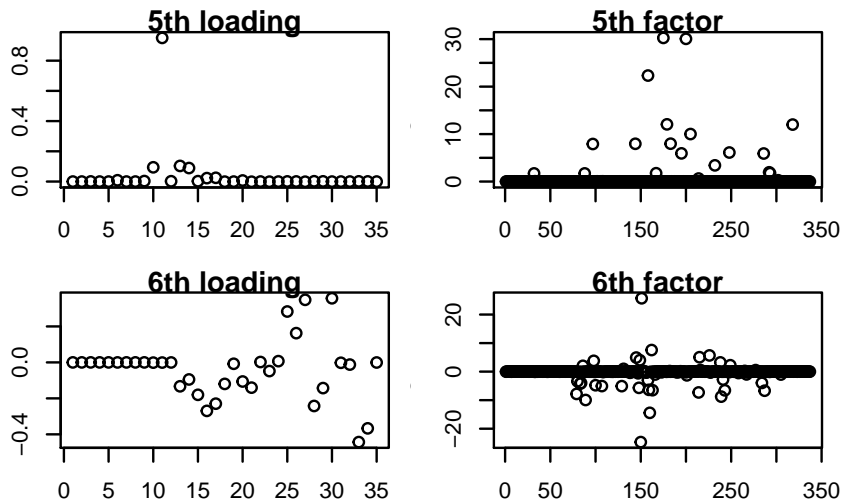 5th loading
0.0 0.4 0.8
0 5 10 15 20 25 30 35
5th factor
0 10 20 30
0 50 150 250 350
6th loading
−0.4 0.0
0 5 10 15 20 25 30 35
6th factor
−20 0 20
0 50 150 250 350